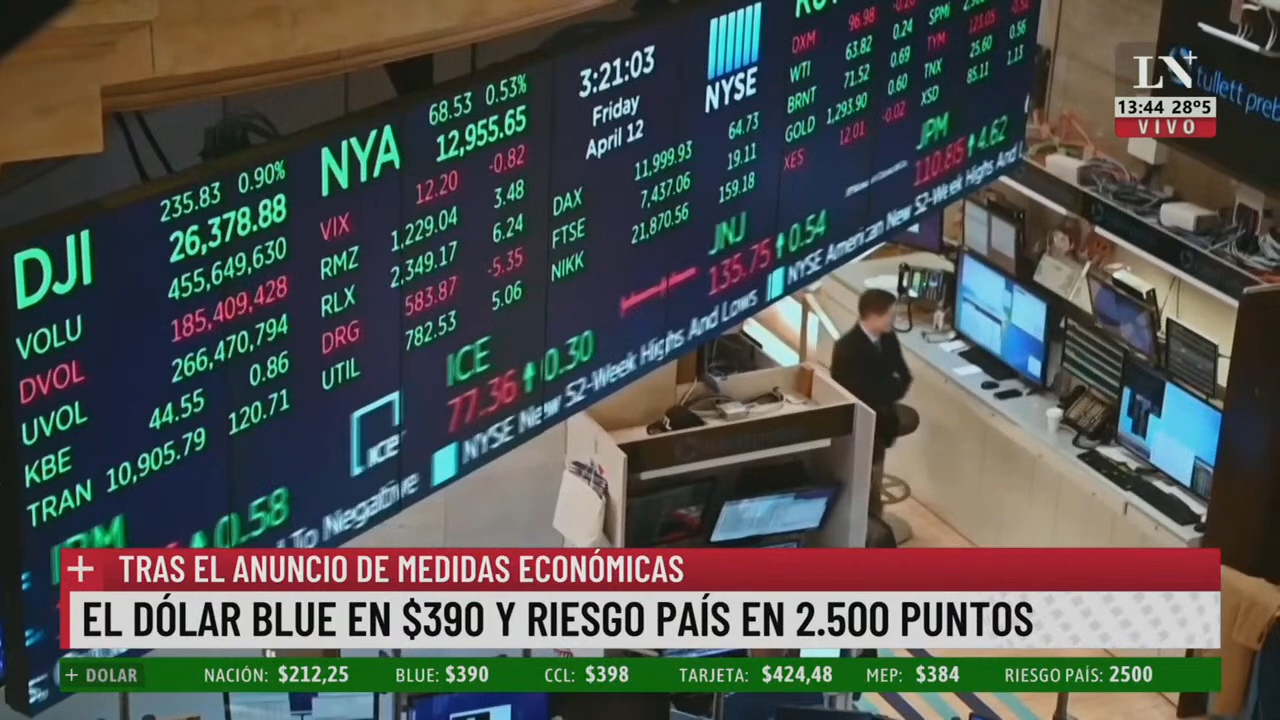 235.83 0.90%
DJI 26,378.88
455,649,630
VOLU 185,409,428
DVOL 266,470,794
UVOL 0.86
KBE 44.55 120.71
TRAN 10,905.79
0.58
68.53 0.53%
NYA 12,955.65
12.20 -0.82
VIX 1,229.04 3.48
RMZ 2,349.17 6.24
RLX 583.87 -5.35
DRG 782.53 5.06
UTIL
ICE
ICE
77.36 0.30
To Negative
NYSE New 52-Week Highs And Lows
3:21:03
Friday
April 12
NYSE
11,999.93 64.73
DAX 7,437.06 19.11
FTSE 21,870.56 159.18
NIKK
JNJ
135.75 0.54
NYSE American New 52-Week Highs And
96.98
DXM 63.82 0.24
WTI 71.52 0.69
BRNT 1,293.90 0.60
GOLD 12.01 -0.02
XES
SPMI
TYM 25.60 0.56
TNX 85.11 1.13
XSD
JPM
110.85 4.62
tullett preb
LN+
13:44 28º5
VIVO
+ TRAS EL ANUNCIO DE MEDIDAS ECONÓMICAS
EL DÓLAR BLUE EN $390 Y RIESGO PAÍS EN 2.500 PUNTOS
+ DOLAR NACIÓN: $212,25 BLUE: $390 CCL: $398 TARJETA: $424,48 MEP: $384 RIESGO PAÍS: 2500